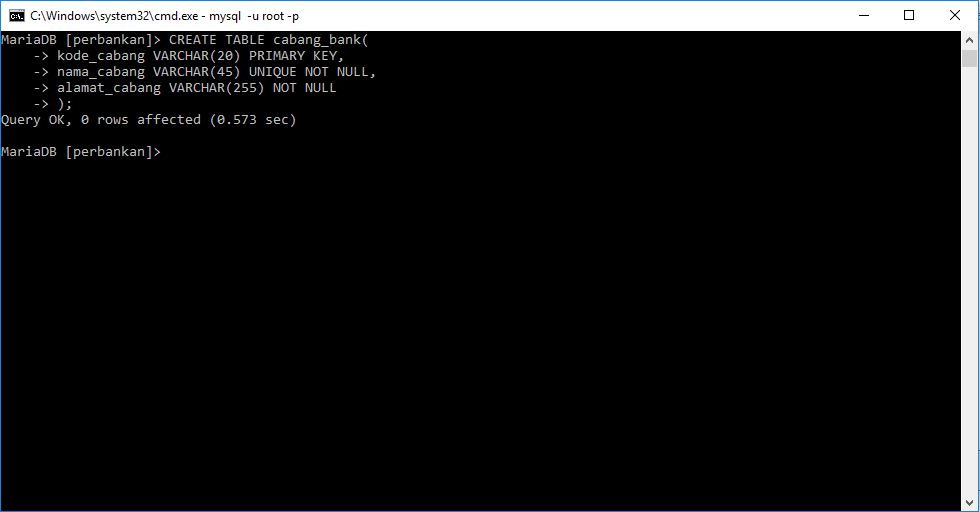 C:\Windows\system32\cmd.exe - mysql  -u root -p
MariaDB [perbankan]> CREATE TABLE cabang_bank(
    -> kode_cabang VARCHAR(20) PRIMARY KEY,
    -> nama_cabang VARCHAR(45) UNIQUE NOT NULL,
    -> alamat_cabang VARCHAR(255) NOT NULL
    -> );
Query OK, 0 rows affected (0.573 sec)
MariaDB [perbankan]>